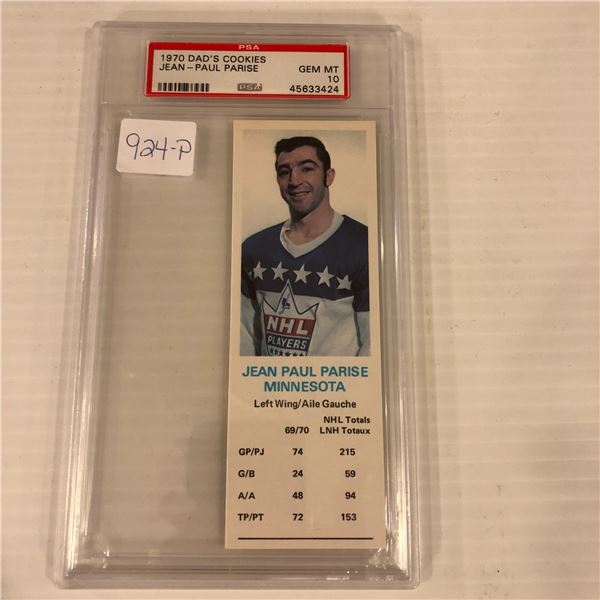 PSA
1970 DAD'S COOKIES
JEAN-PAUL PARISE
GEM MT
10
PSA
45633424
924-P
NHL
PLAYERS
JEAN PAUL PARISE
MINNESOTA
Left Wing/Aile Gauche
69/70
NHL Totals
LNH Totaux
GP/PJ 74 215
G/B 24 59
A/A 48 94
TP/PT 72 153